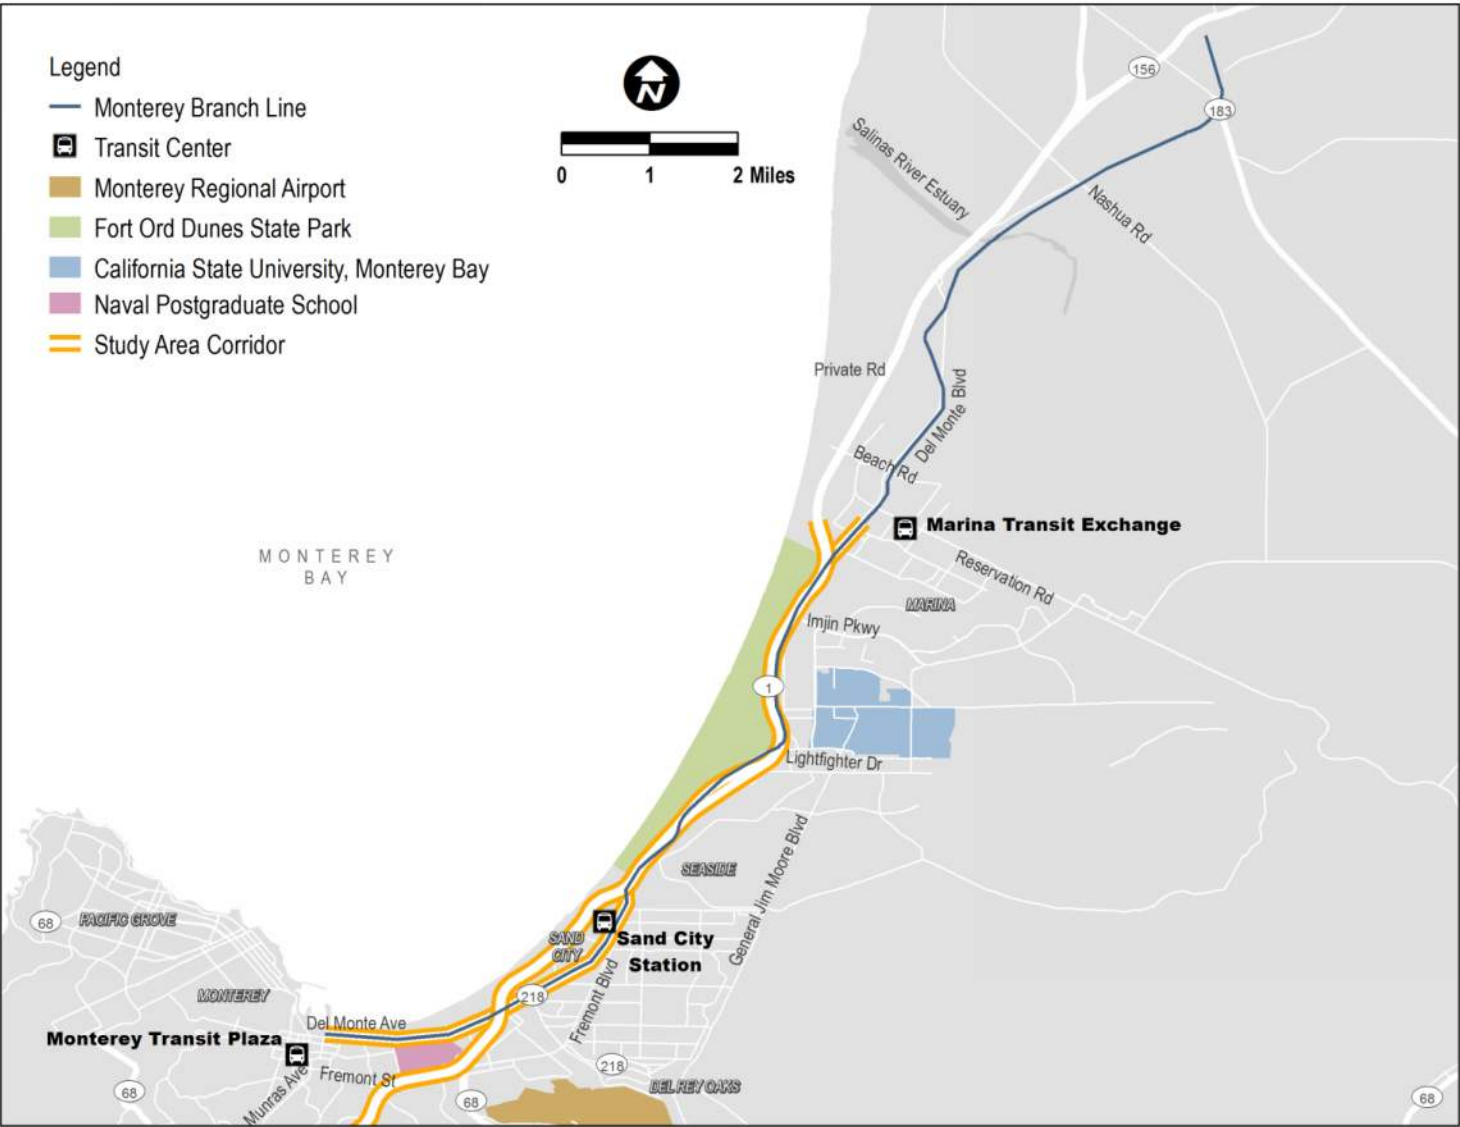 Legend
Monterey Branch Line
Transit Center
Monterey Regional Airport
Fort Ord Dunes State Park
California State University, Monterey Bay
Naval Postgraduate School
Study Area Corridor
N
0 1 2 Miles
156
183
Salinas River Estuary
Nashua Rd
Private Rd
Del Monte Blvd
Beach Rd
Marina Transit Exchange
MONTEREY
BAY
Reservation Rd
MARINA
Imjin Pkwy
1
Lightfighter Dr
General Jim Moore Blvd
SEASIDE
68
PACIFIC GROVE
SAND
CITY
Sand City
Station
Fremont Blvd
218
MONTEREY
Del Monte Ave
Monterey Transit Plaza
Fremont St
Munras Ave
218
DEL REY OAKS
68
68
68